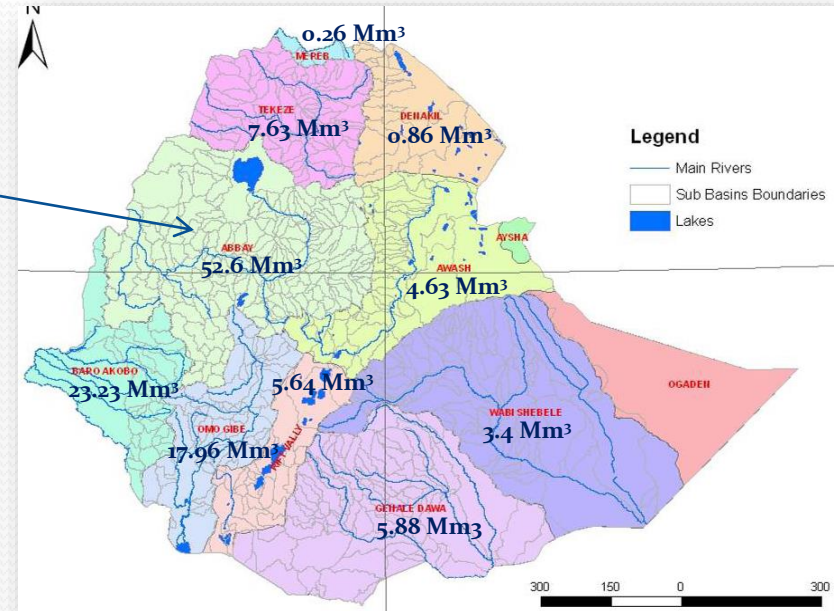 N
0.26 Mm³
MEREB
TEKEZE
7.63 Mm³
DENAKIL
0.86 Mm³
Legend
Main Rivers
Sub Basins Boundaries
Lakes
ABBAY
52.6 Mm³
AYSHA
AWASH
4.63 Mm³
BARO AKOBO
23.23 Mm³
5.64 Mm³
OGADEN
OMO GIBE
17.96 Mm³
RIFT VALLY
WABI SHEBELE
3.4 Mm³
GENALE DAWA
5.88 Mm3
300 150 0 300